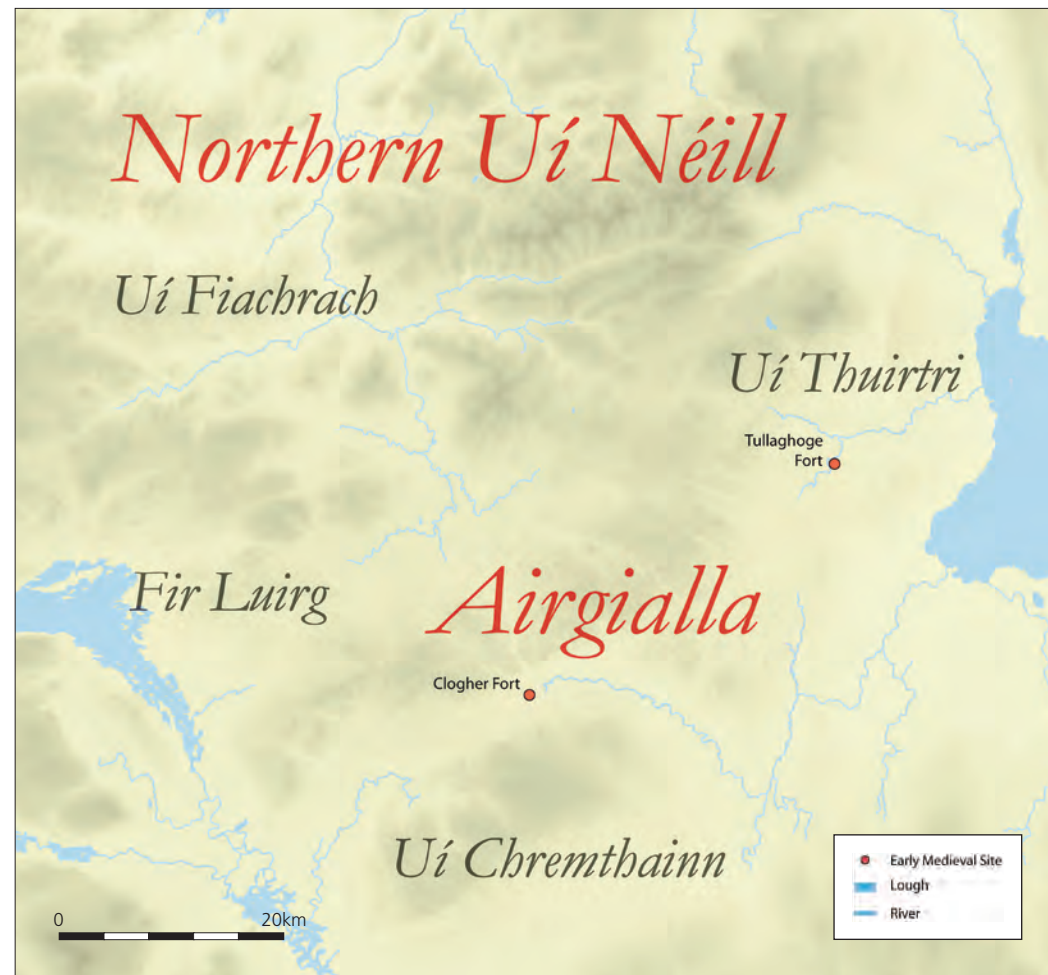 Northern Uí Néill
Uí Fiachrach
Uí Thuirtri
Tullaghoge
Fort
Fir Luirg
Airgialla
Clogher Fort
Uí Chremthainn
0 20km
Early Medieval Site
Lough
River